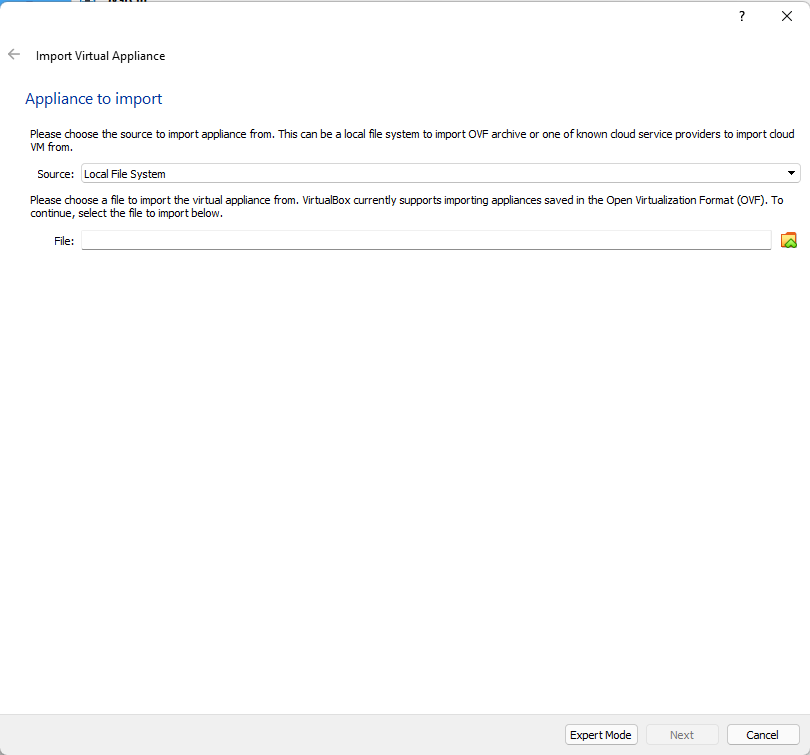 ?
Import Virtual Appliance
Appliance to import
Please choose the source to import appliance from. This can be a local file system to import OVF archive or one of known cloud service providers to import cloud
VM from.
Source: Local File System
Please choose a file to import the virtual appliance from. VirtualBox currently supports importing appliances saved in the Open Virtualization Format (OVF). To
continue, select the file to import below.
File:
Expert Mode Next Cancel